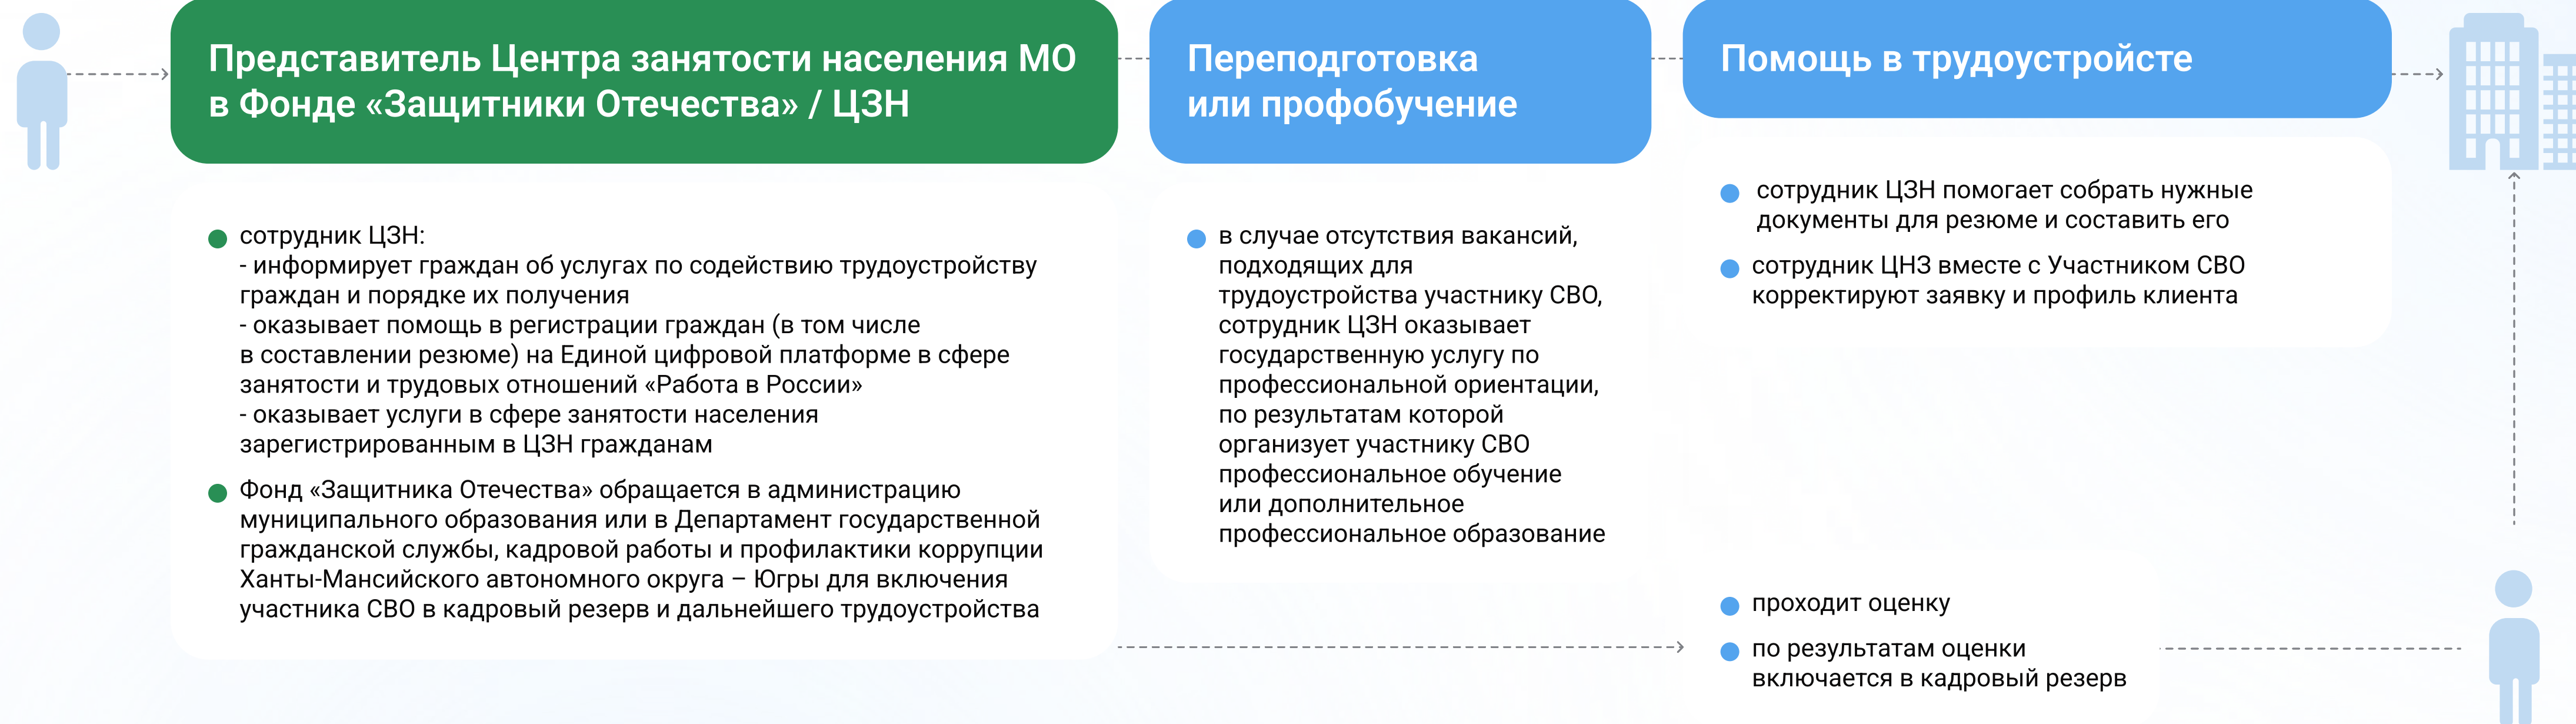 Представитель Центра занятости населения МО
в Фонде «Защитники Отечества» / ЦЗН
сотрудник ЦЗН:
- информирует граждан об услугах по содействию трудоустройству
граждан и порядке их получения
- оказывает помощь в регистрации граждан (в том числе
в составлении резюме) на Единой цифровой платформе в сфере
занятости и трудовых отношений «Работа в России»
- оказывает услуги в сфере занятости населения
зарегистрированным в ЦЗН гражданам
Фонд «Защитника Отечества» обращается в администрацию
муниципального образования или в Департамент государственной
гражданской службы, кадровой работы и профилактики коррупции
Ханты-Мансийского автономного округа – Югры для включения
участника СВО в кадровый резерв и дальнейшего трудоустройства
Переподготовка
или профобучение
в случае отсутствия вакансий,
подходящих для
трудоустройства участнику СВО,
сотрудник ЦЗН оказывает
государственную услугу по
профессиональной ориентации,
по результатам которой
организует участнику СВО
профессиональное обучение
или дополнительное
профессиональное образование
Помощь в трудоустройсте
сотрудник ЦЗН помогает собрать нужные
документы для резюме и составить его
сотрудник ЦНЗ вместе с Участником СВО
корректируют заявку и профиль клиента
проходит оценку
по результатам оценки
включается в кадровый резерв